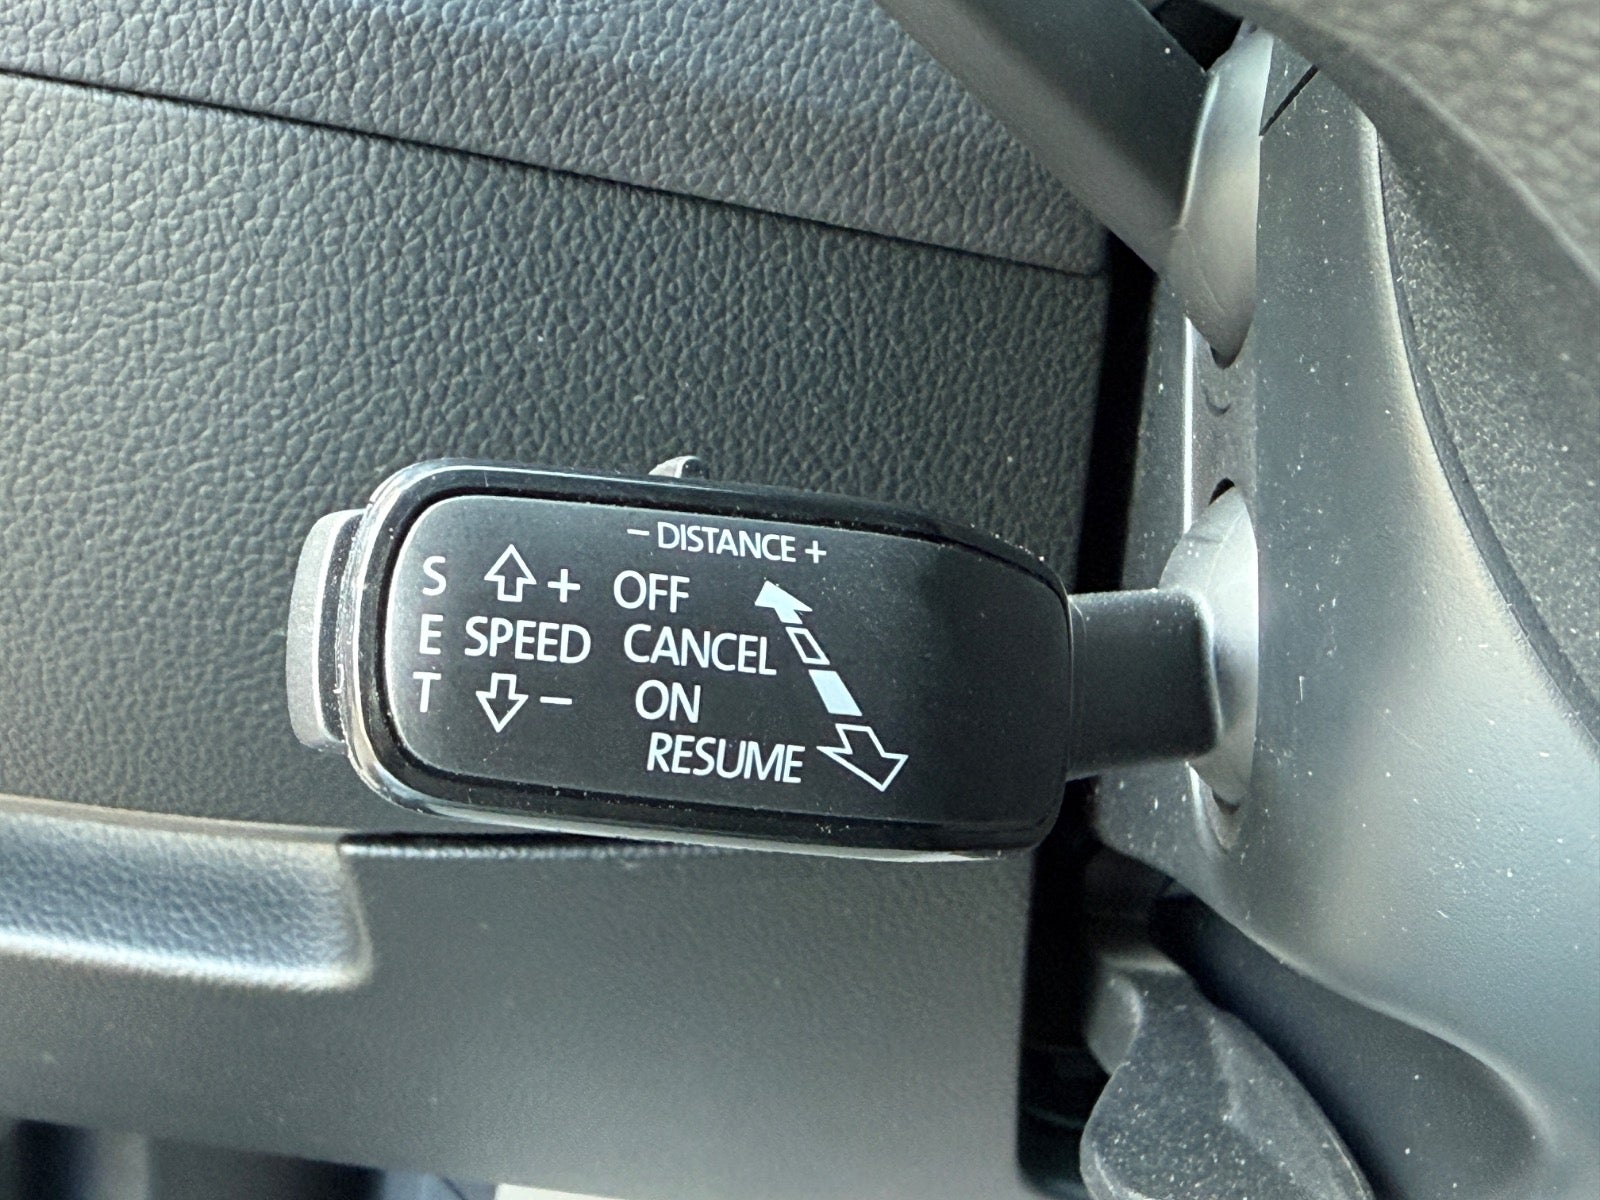 − DISTANCE +
S
E
T
+
SPEED
−
OFF
CANCEL
ON
RESUME